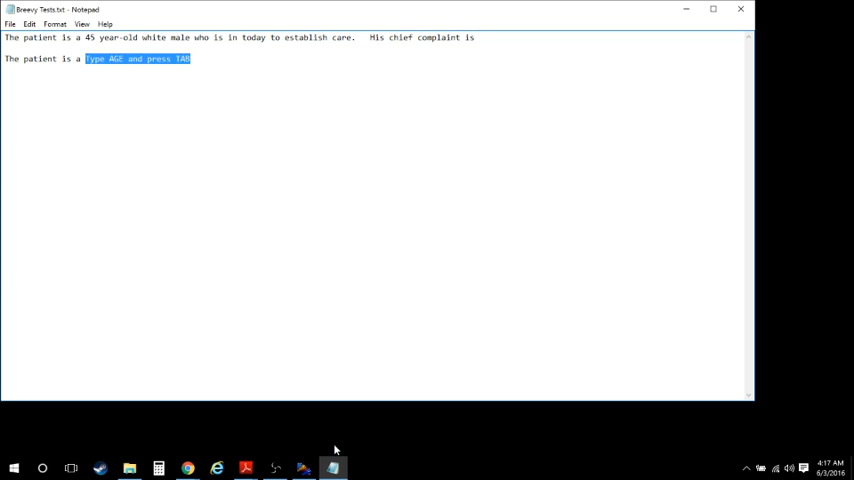 Breevy Tests.txt - Notepad
File Edit Format View Help
The patient is a 45 year-old white male who is in today to establish care.   His chief complaint is
The patient is a Type AGE and press TAB
4:17 AM
6/3/2016